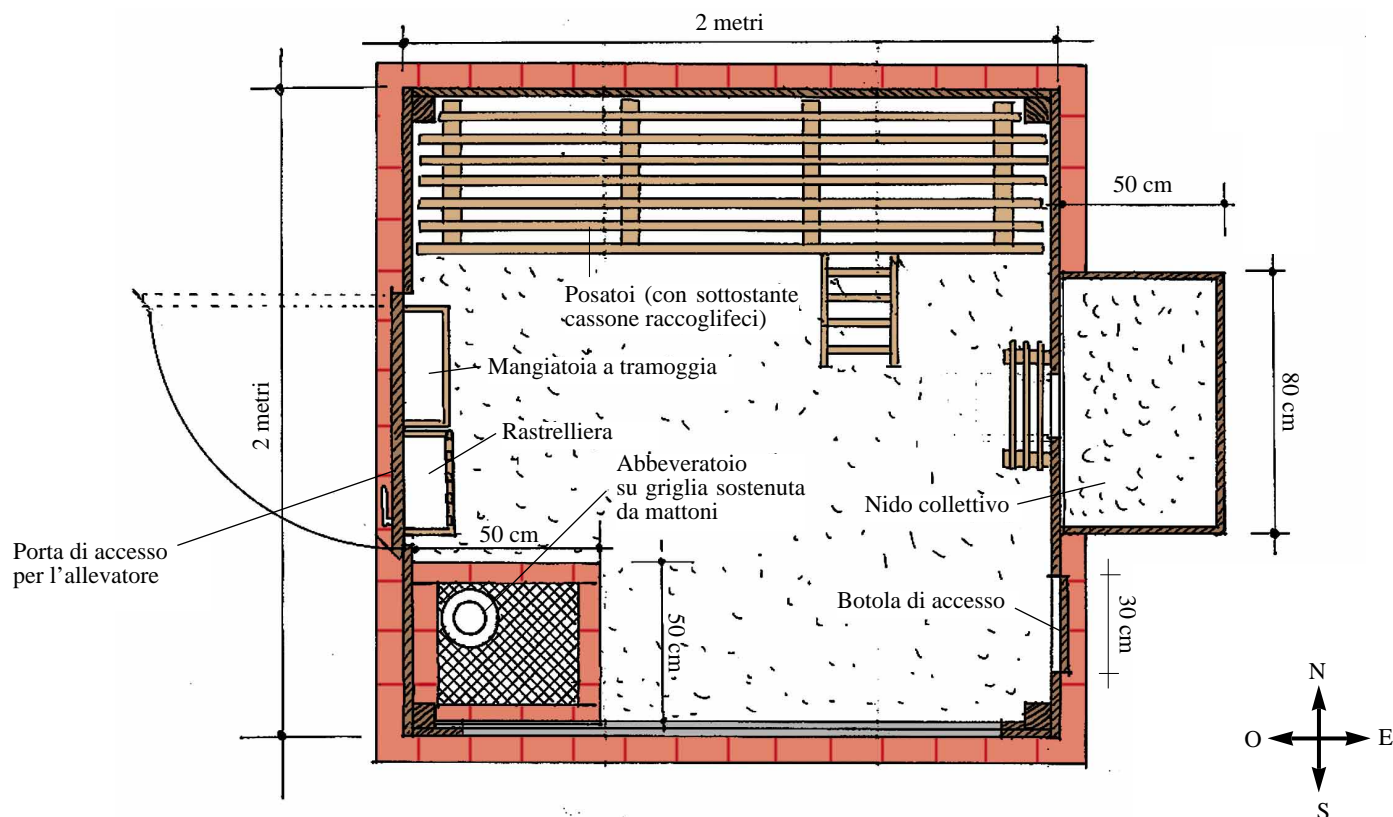 2 metri
50 cm
Posatoi (con sottostante
cassone raccoglifeci)
Mangiatoia a tramoggia
80 cm
2 metri
Rastrelliera
Abbeveratoio
su griglia sostenuta
da mattoni
Nido collettivo
50 cm
Porta di accesso
per l'allevatore
Botola di accesso
30 cm
50 cm
N
O
E
S